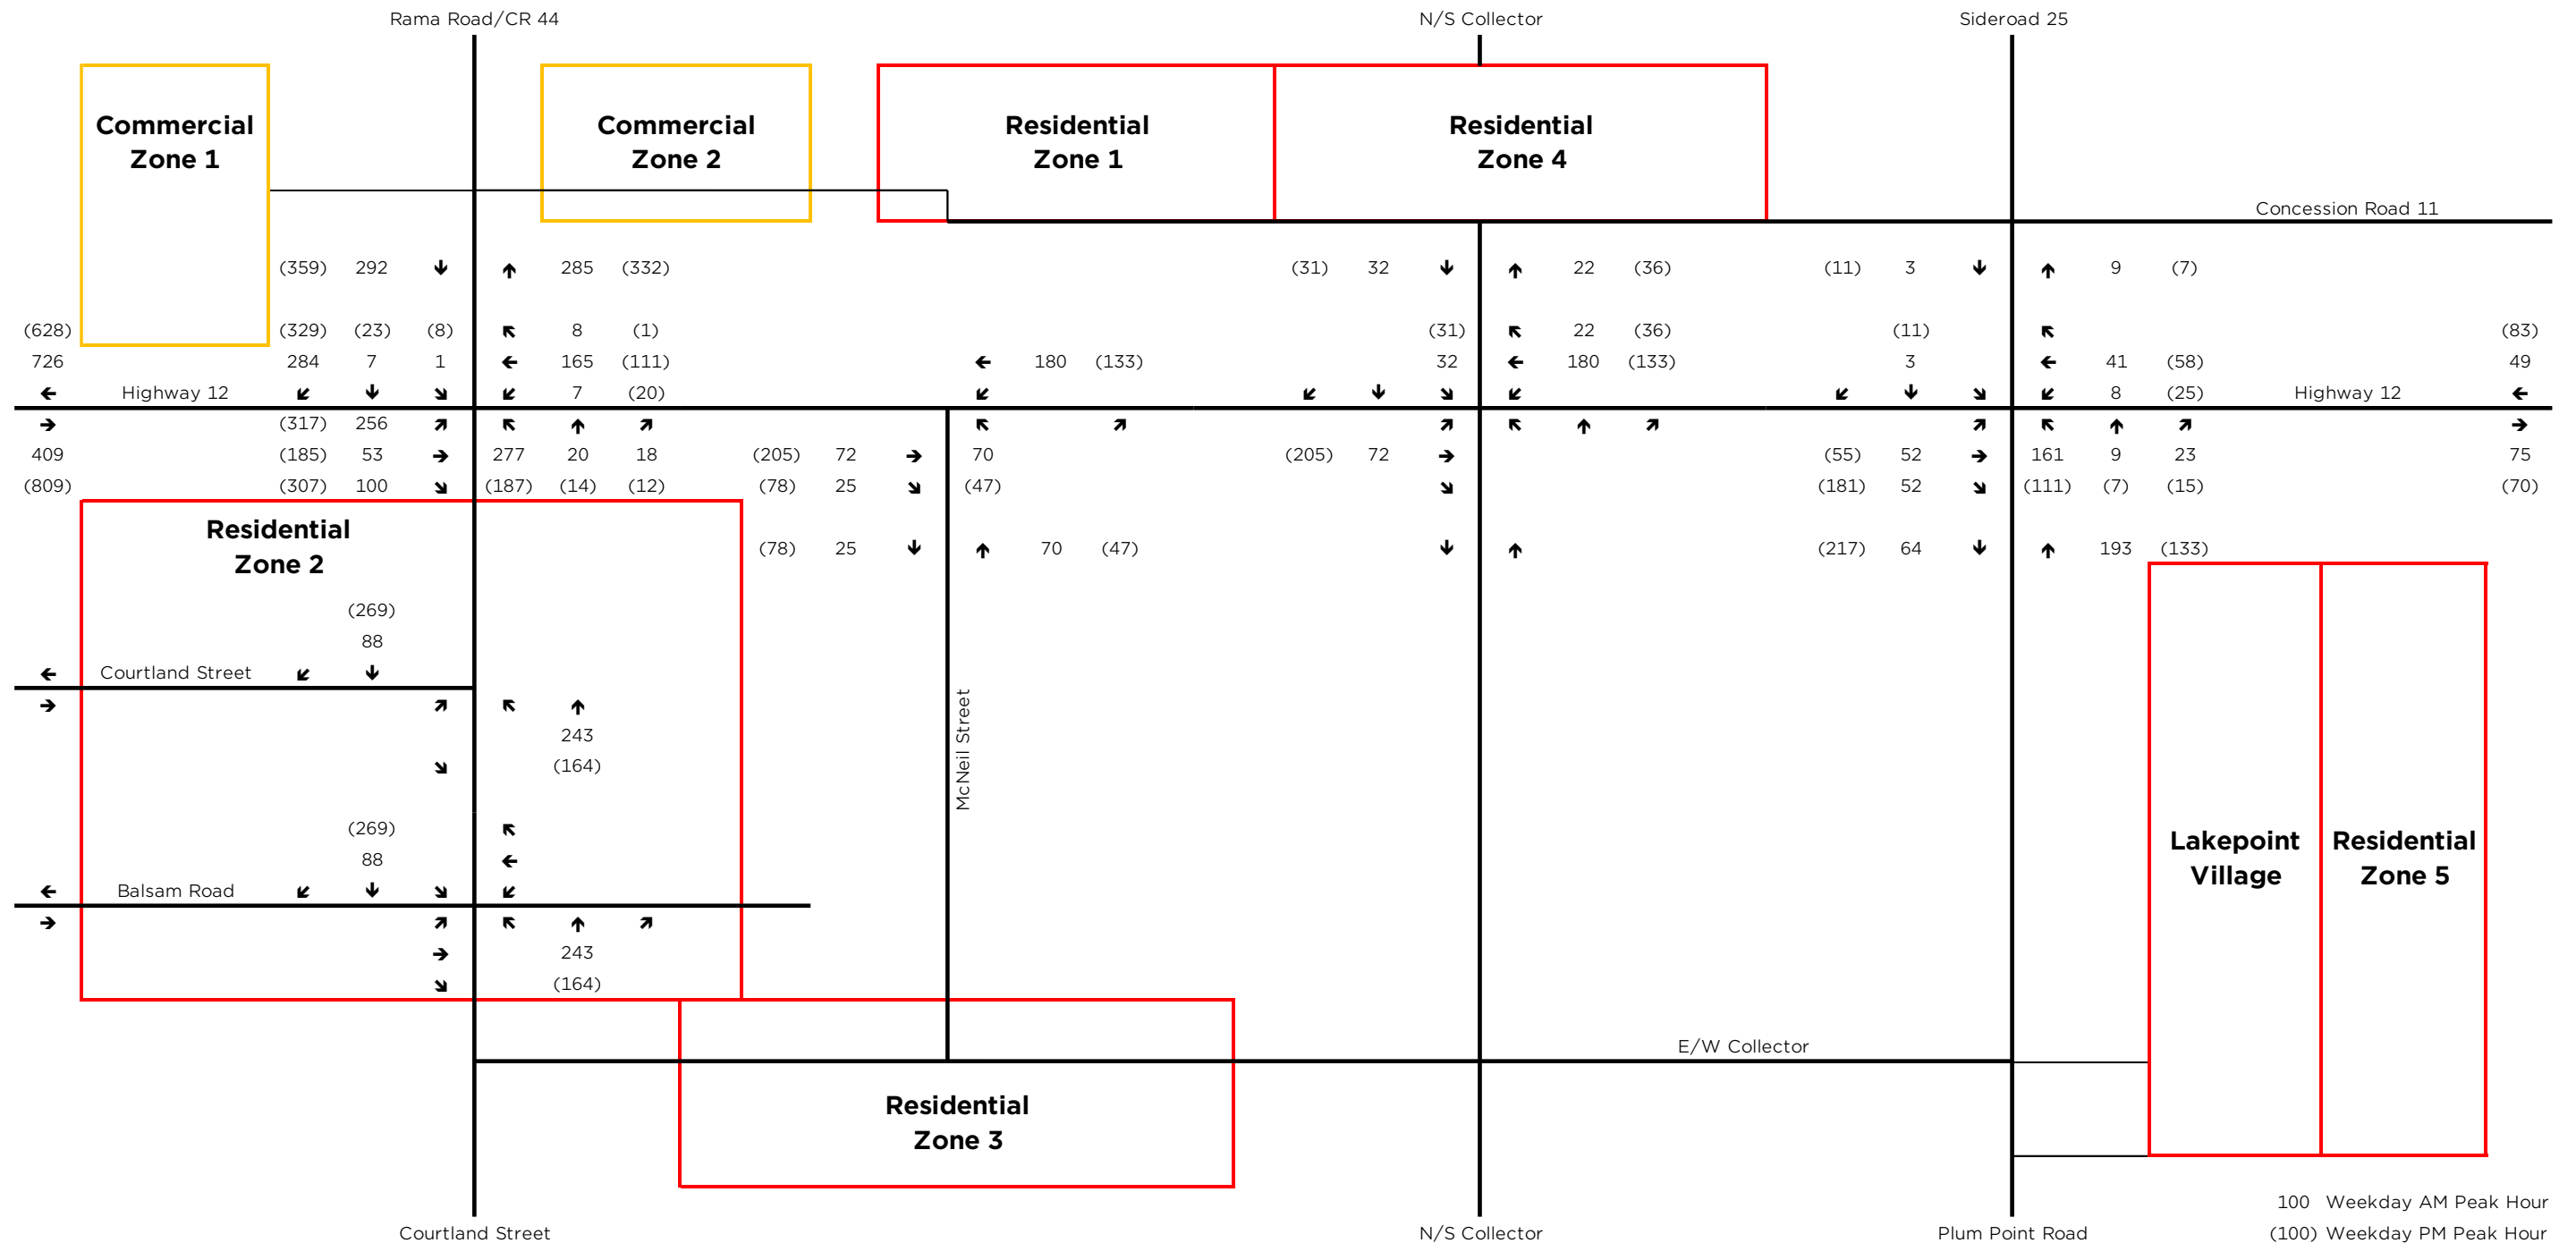 Rama Road/CR 44 N/S Collector Sideroad 25
Commercial Commercial Residential Residential
Zone 1 Zone 2 Zone 1 Zone 4
Concession Road 11
(359) 292 ↓ ↑ 285 (332) (31) 32 ↓ ↑ 22 (36) (11) 3 ↓ ↑ 9 (7)
(628) (329) (23) (8) ↖ 8 (1) (31) ↖ 22 (36) (11) ↖ (83)
726 284 7 1 ← 165 (111) ← 180 (133) 32 ← 180 (133) 3 ← 41 (58) 49
← Highway 12 ↙ ↓ ↘ ↙ 7 (20) ↙ ↙ ↓ ↘ ↙ ↙ ↓ ↘ ↙ 8 (25) Highway 12 ←
→ (317) 256 ↗ ↖ ↑ ↗ ↖ ↗ ↗ ↖ ↑ ↗ ↗ ↖ ↑ ↗ →
409 (185) 53 → 277 20 18 (205) 72 → 70 (205) 72 → (55) 52 → 161 9 23 75
(809) (307) 100 ↘ (187) (14) (12) (78) 25 ↘ (47) ↘ (181) 52 ↘ (111) (7) (15) (70)
Residential
Zone 2
(78) 25 ↓ ↑ 70 (47) ↓ ↑ (217) 64 ↓ ↑ 193 (133)
(269)
88
← Courtland Street ↙ ↓
→ ↗ ↖ ↑
243
↘ (164)
McNeil Street
(269) ↖
88 ←
← Balsam Road ↙ ↓ ↘ ↙
→ ↗ ↖ ↑ ↗
→ 243
↘ (164)
Lakepoint Residential
Village Zone 5
E/W Collector
Residential
Zone 3
100 Weekday AM Peak Hour
Courtland Street N/S Collector Plum Point Road (100) Weekday PM Peak Hour